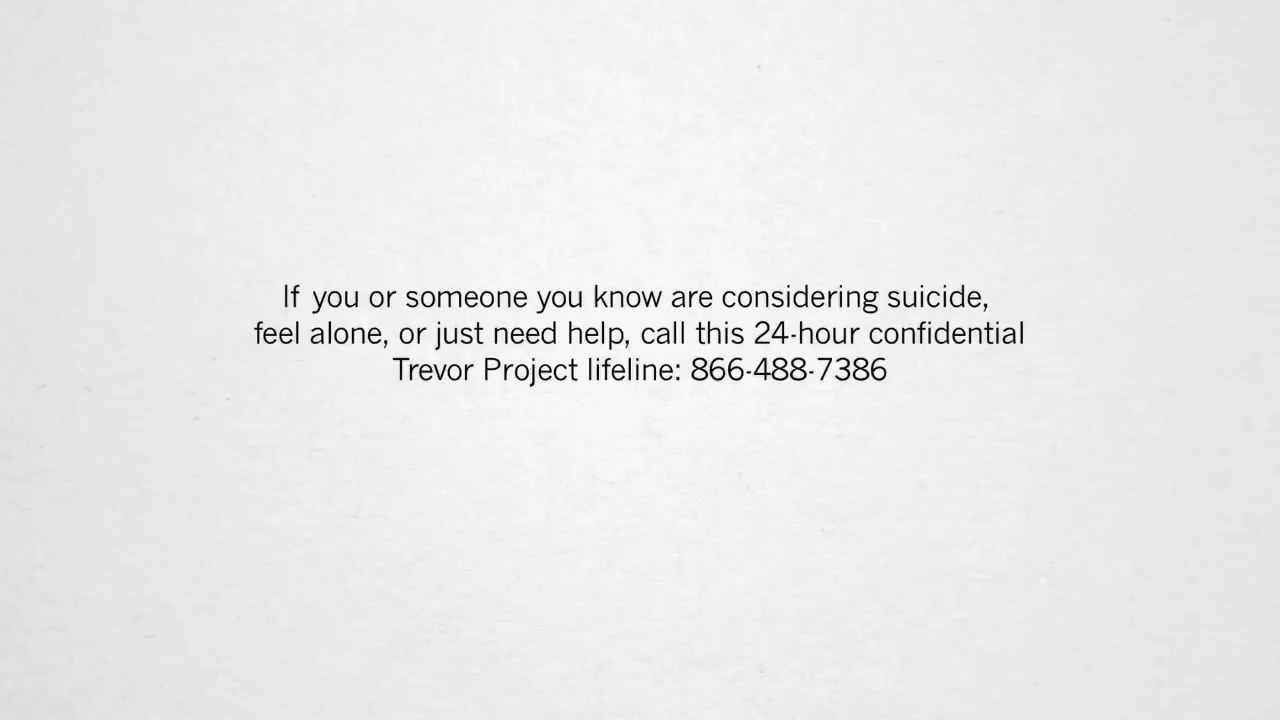 If you or someone you know are considering suicide,
feel alone, or just need help, call this 24-hour confidential
Trevor Project lifeline: 866-488-7386